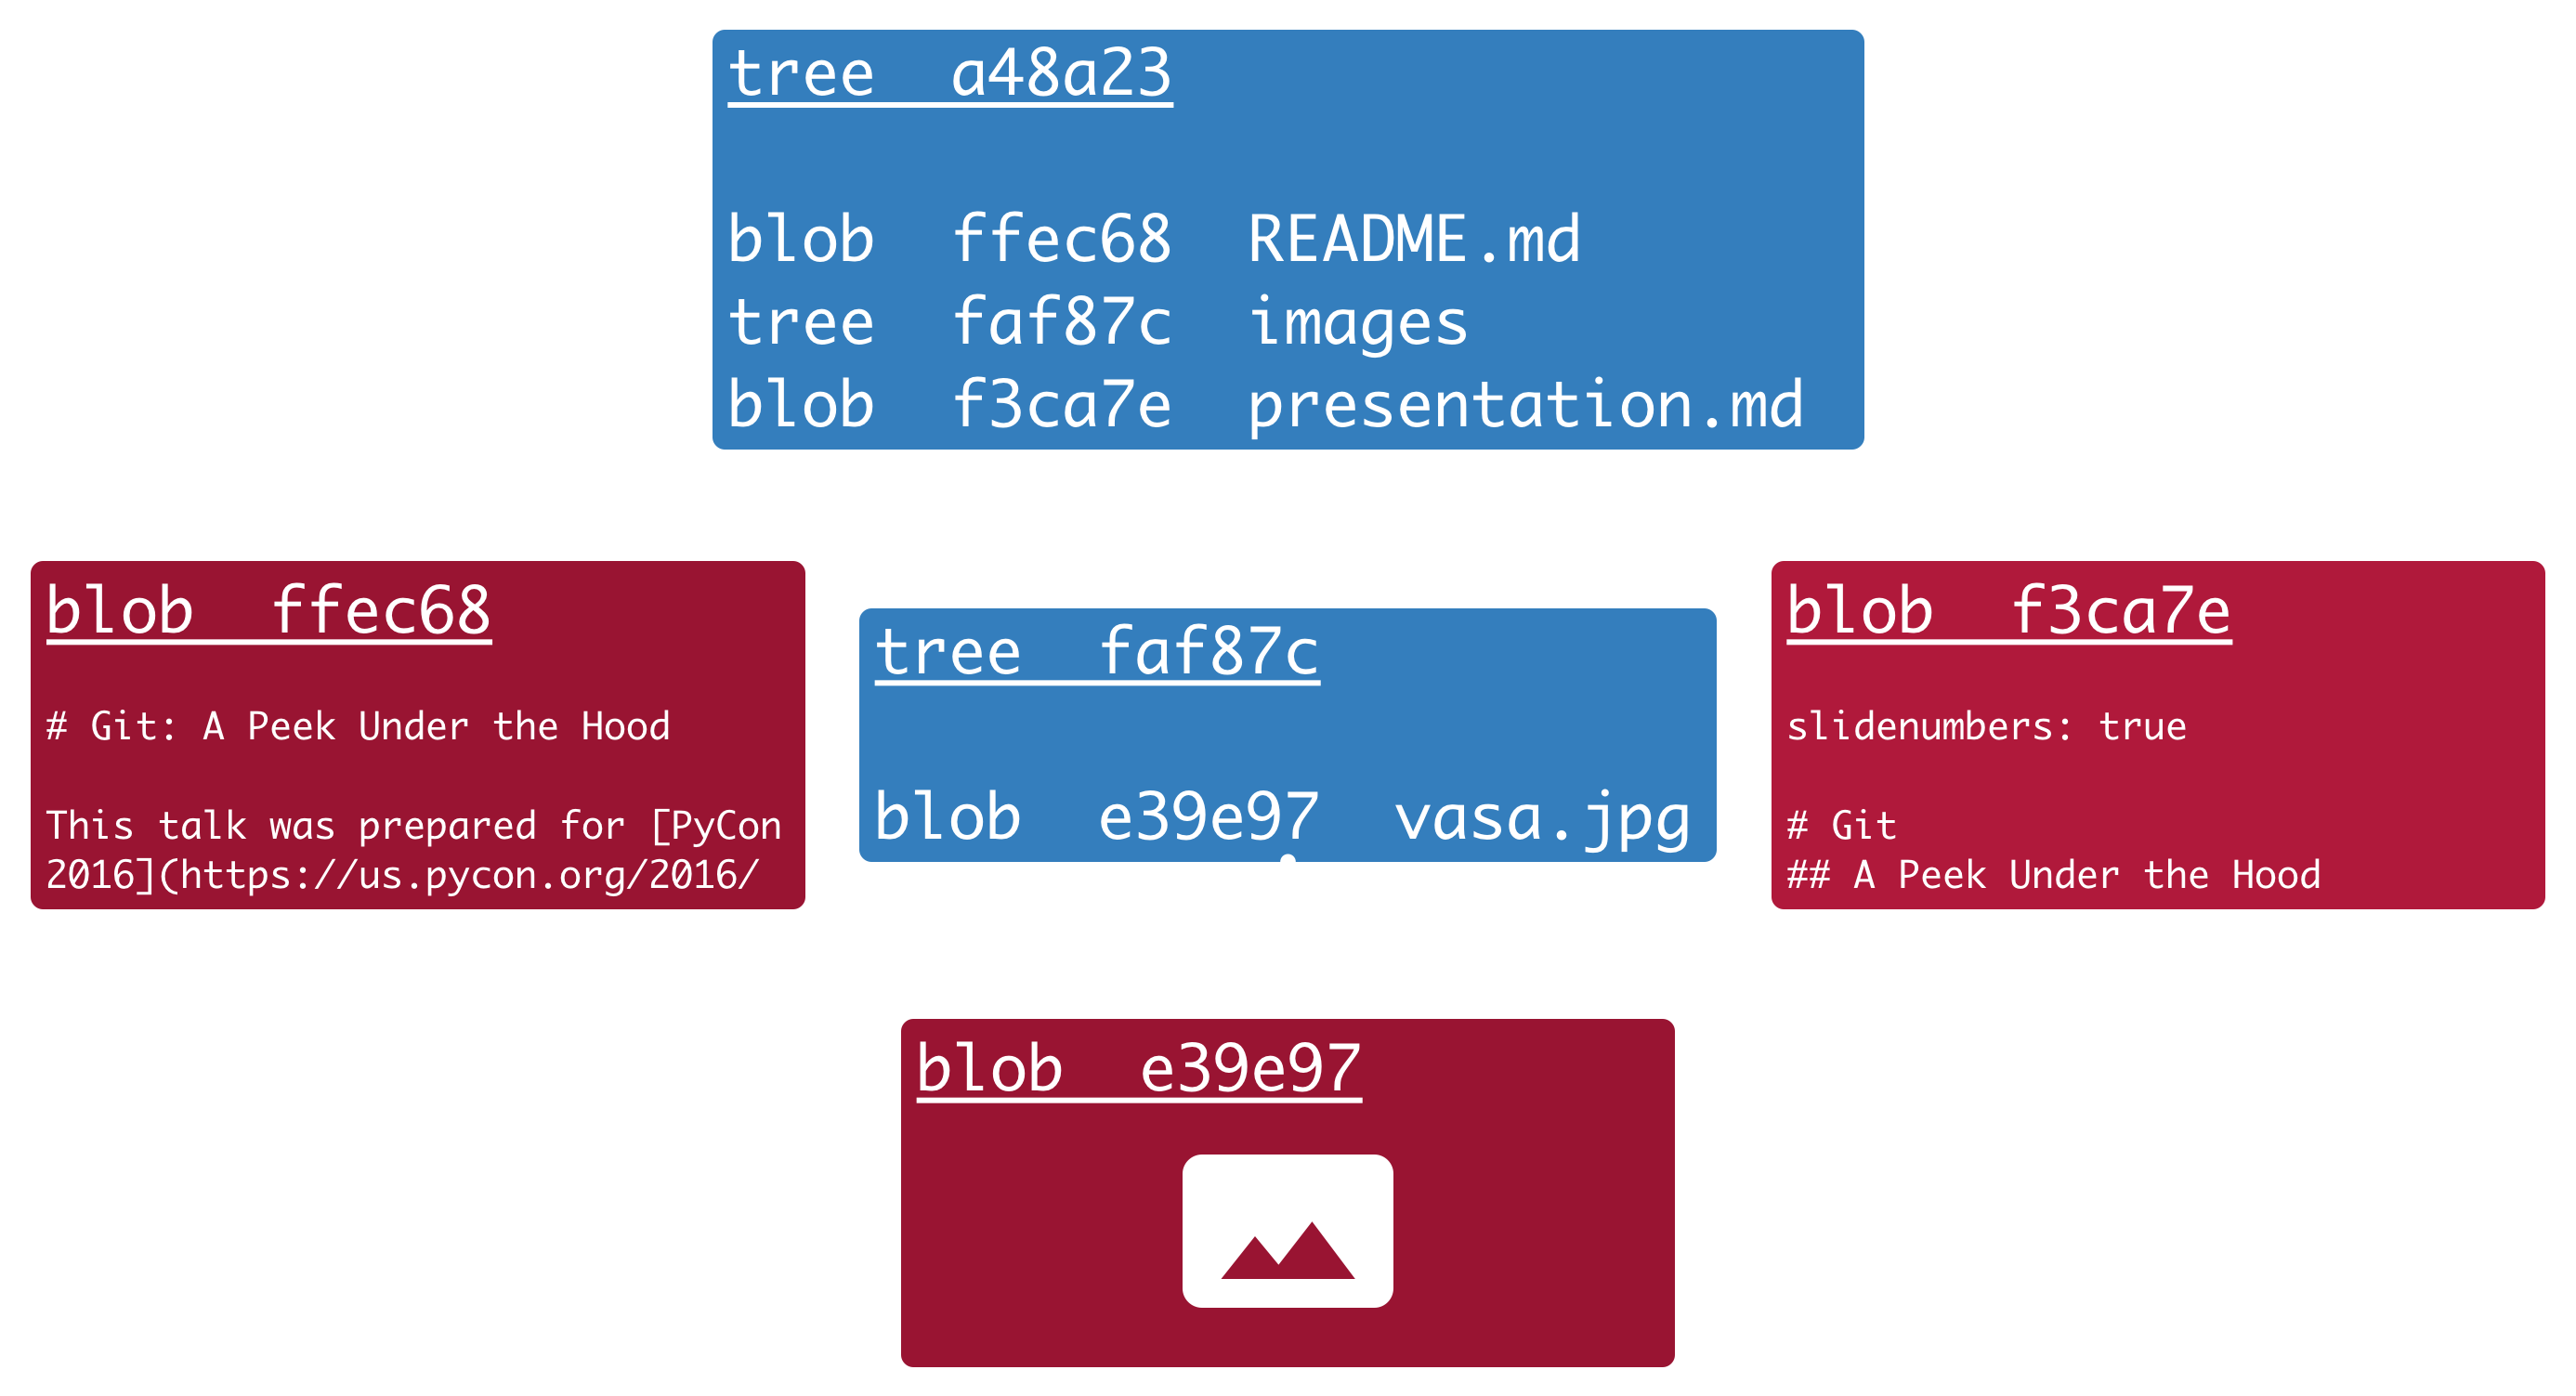 tree  a48a23
blob  ffec68  README.md
tree  faf87c  images
blob  f3ca7e  presentation.md
blob  ffec68
# Git: A Peek Under the Hood
This talk was prepared for [PyCon
2016](https://us.pycon.org/2016/
tree  faf87c
blob  e39e97  vasa.jpg
blob  f3ca7e
slidenumbers: true
# Git
## A Peek Under the Hood
blob  e39e97